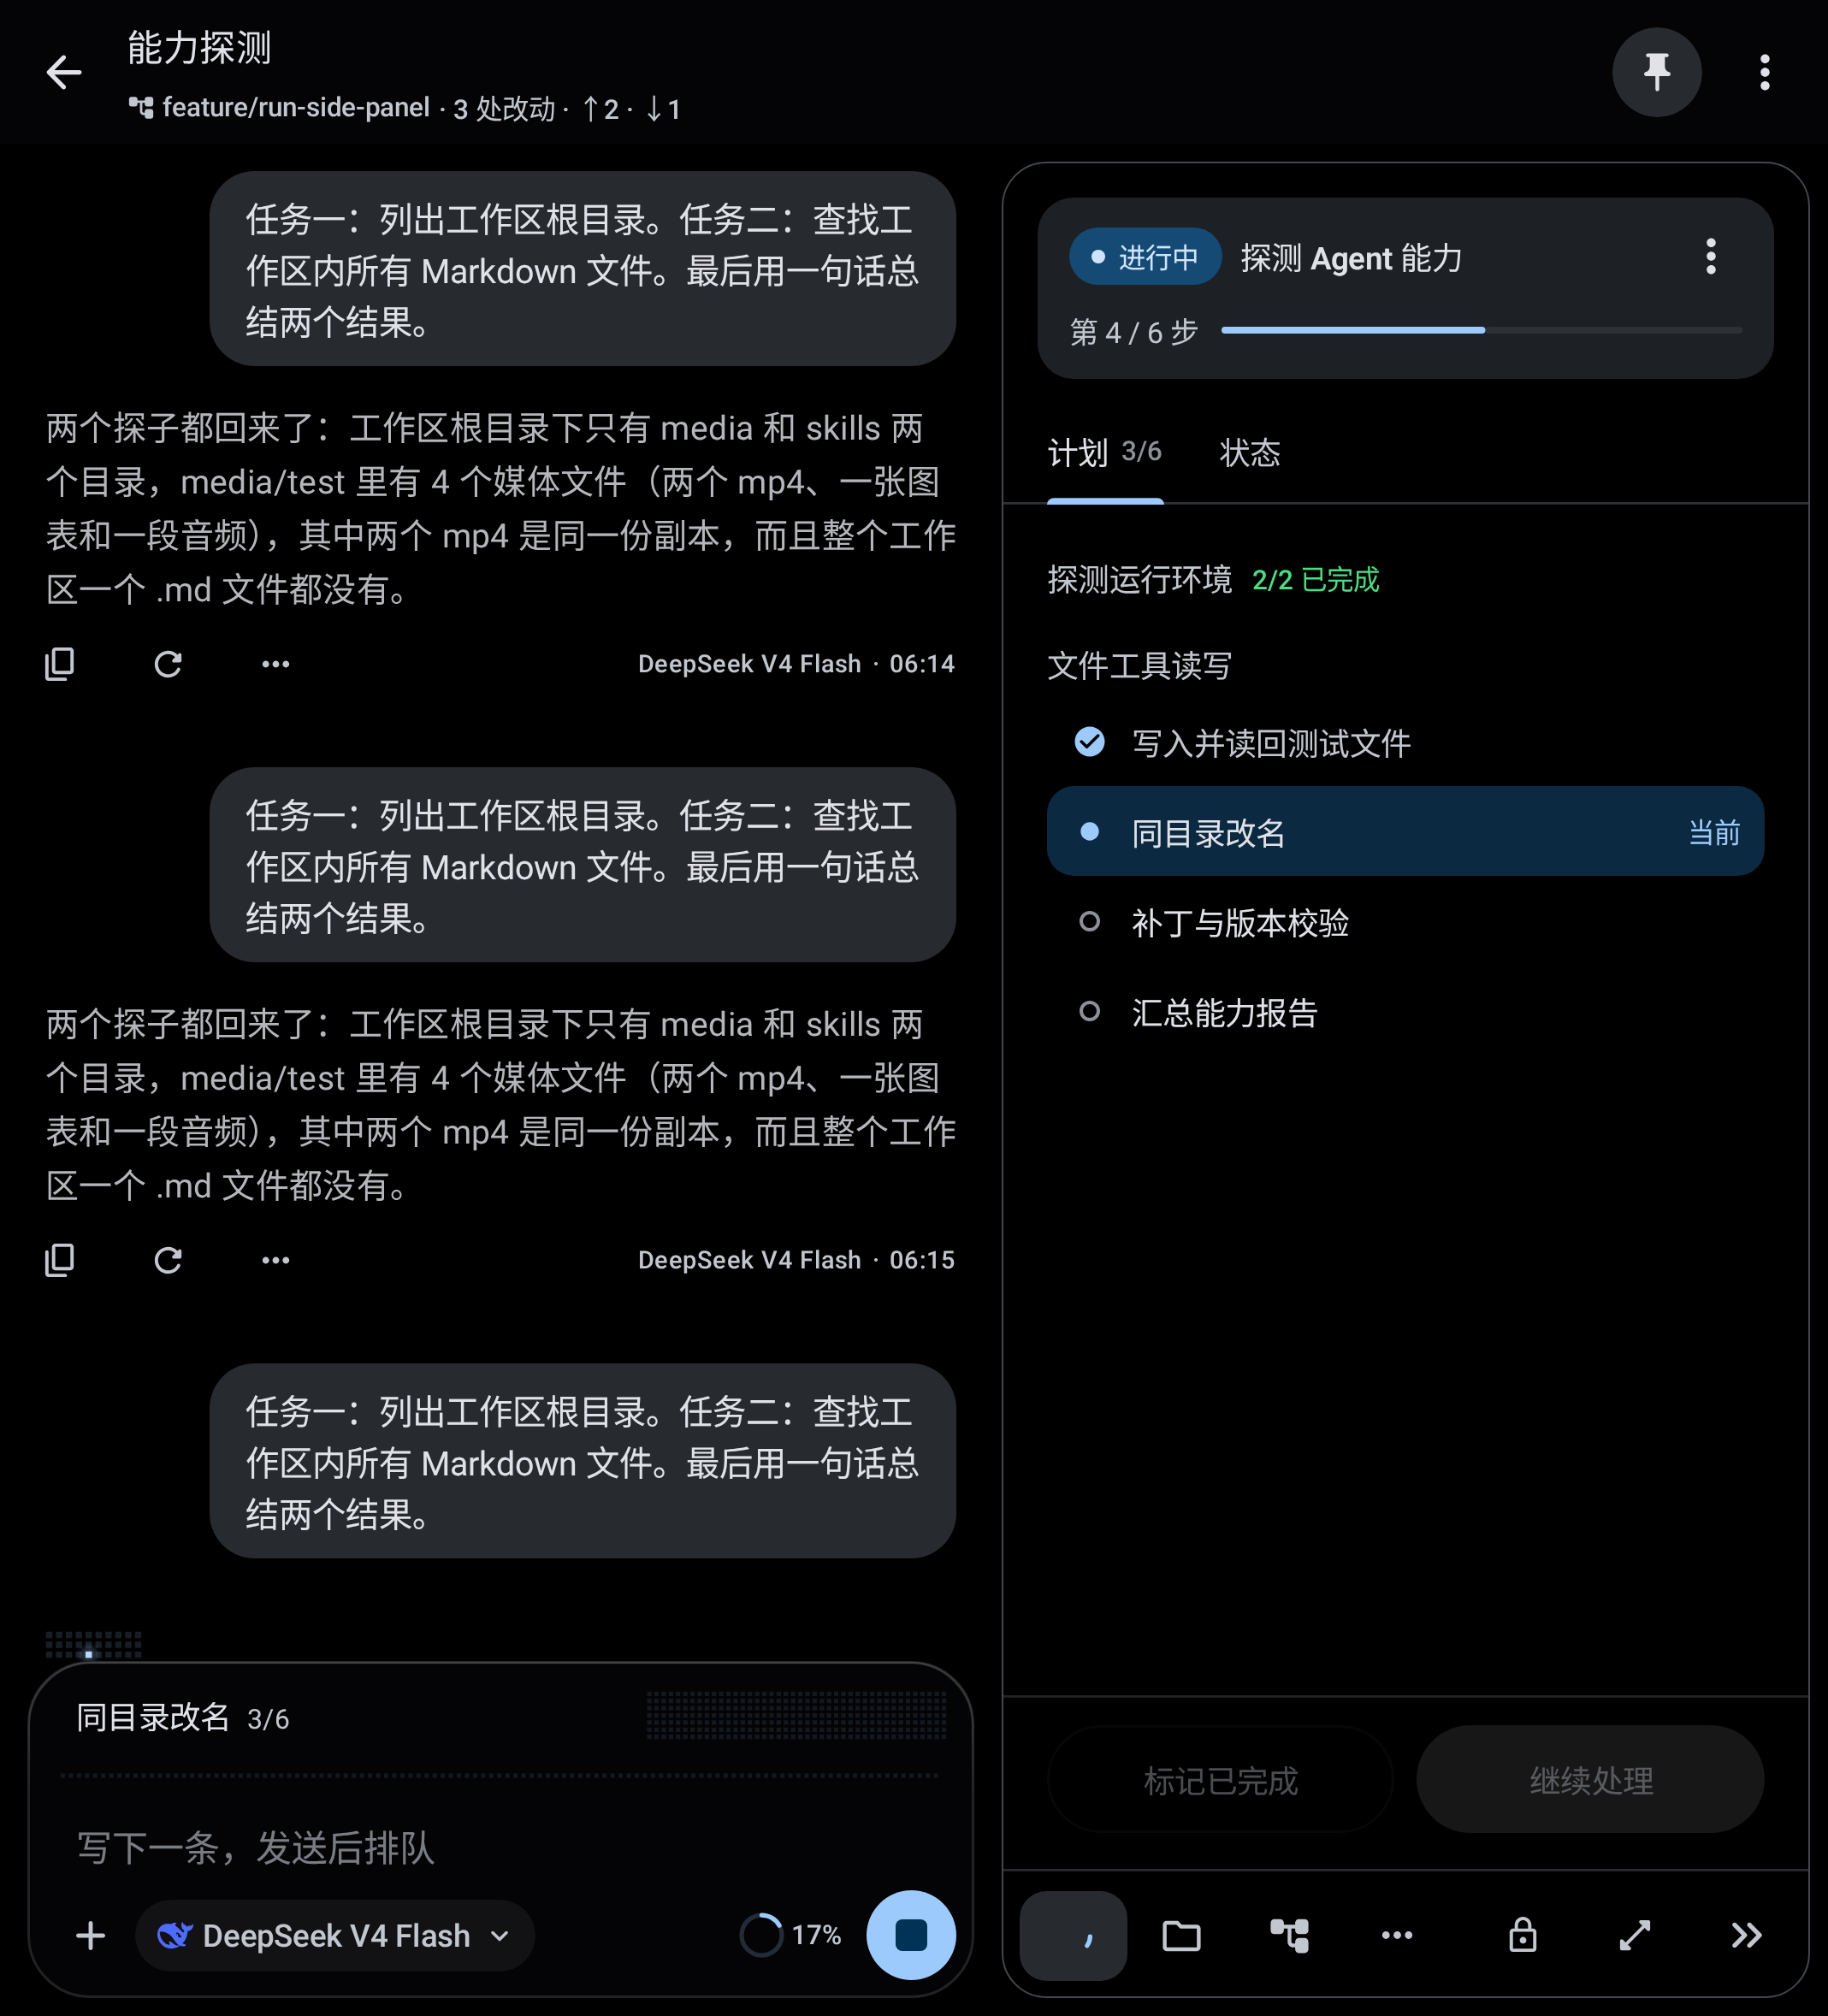 能力探测
feature/run-side-panel · 3 处改动 · ↑2 · ↓1
任务一：列出工作区根目录。任务二：查找工
作区内所有 Markdown 文件。最后用一句话总
结两个结果。
两个探子都回来了：工作区根目录下只有 media 和 skills 两
个目录，media/test 里有 4 个媒体文件（两个 mp4、一张图
表和一段音频），其中两个 mp4 是同一份副本，而且整个工作
区一个 .md 文件都没有。
DeepSeek V4 Flash · 06:14
任务一：列出工作区根目录。任务二：查找工
作区内所有 Markdown 文件。最后用一句话总
结两个结果。
两个探子都回来了：工作区根目录下只有 media 和 skills 两
个目录，media/test 里有 4 个媒体文件（两个 mp4、一张图
表和一段音频），其中两个 mp4 是同一份副本，而且整个工作
区一个 .md 文件都没有。
DeepSeek V4 Flash · 06:15
任务一：列出工作区根目录。任务二：查找工
作区内所有 Markdown 文件。最后用一句话总
结两个结果。
同目录改名 3/6
写下一条，发送后排队
DeepSeek V4 Flash
17%
进行中 探测 Agent 能力
第 4 / 6 步
计划 3/6 状态
探测运行环境 2/2 已完成
文件工具读写
写入并读回测试文件
同目录改名 当前
补丁与版本校验
汇总能力报告
标记已完成 继续处理